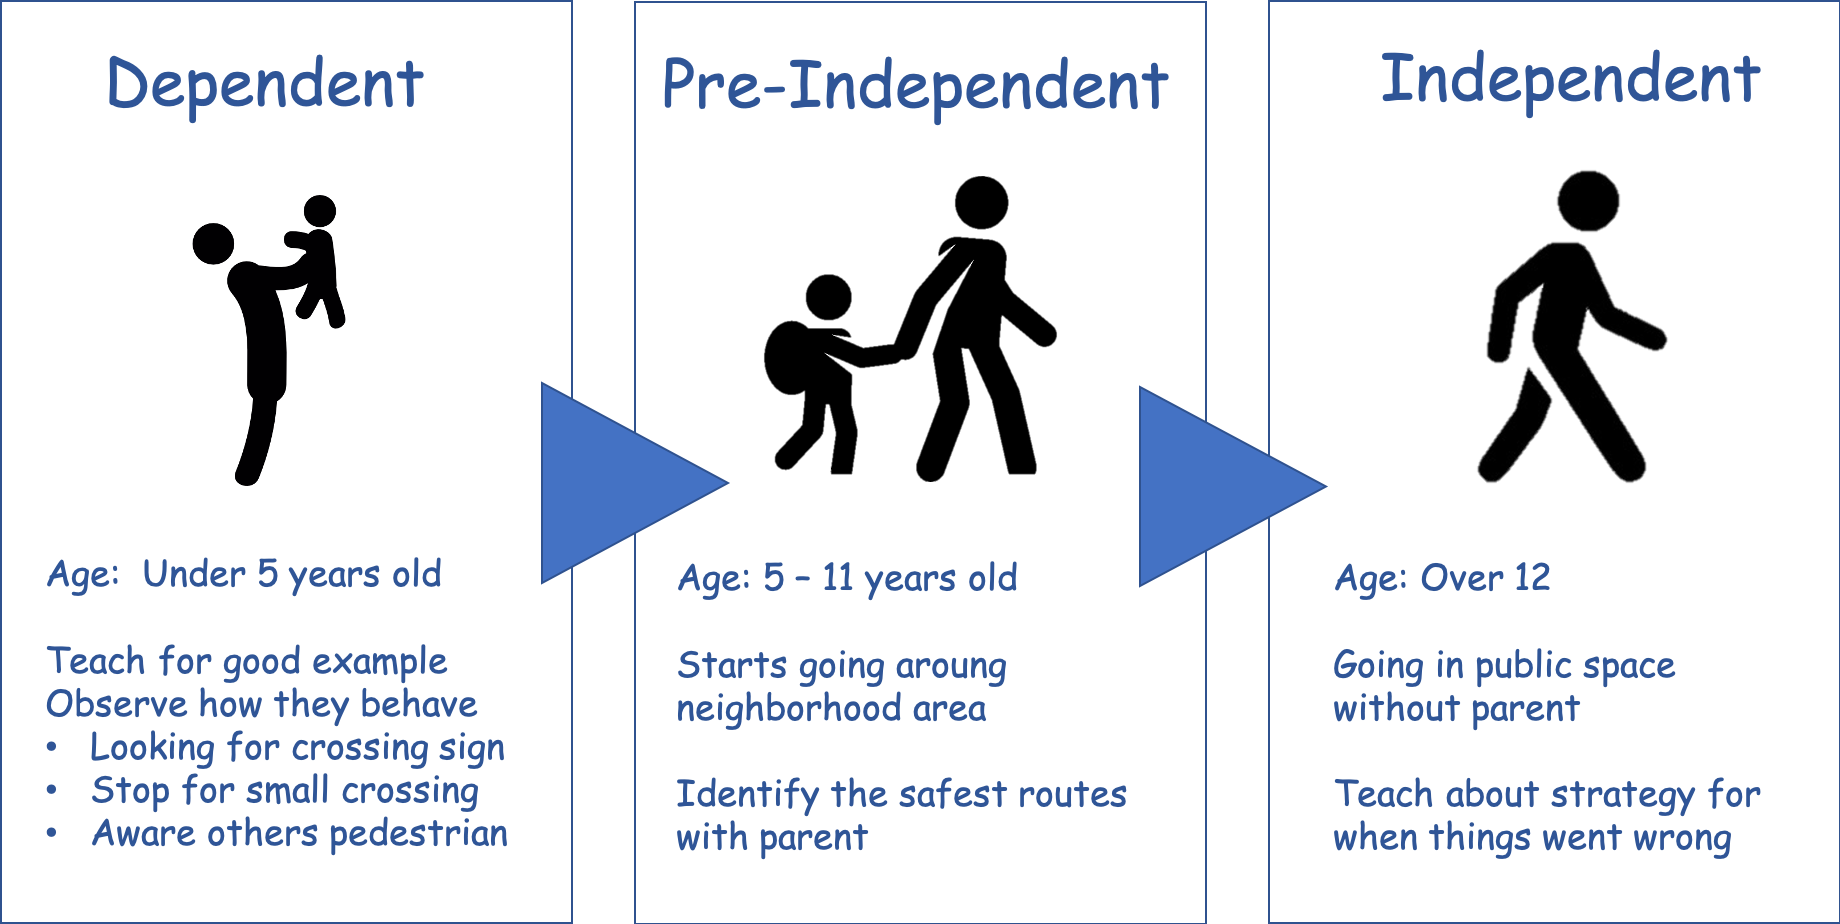 Dependent
Age:  Under 5 years old
Teach for good example
Observe how they behave
• Looking for crossing sign
• Stop for small crossing
• Aware others pedestrian
Pre-Independent
Age: 5 – 11 years old
Starts going aroung
neighborhood area
Identify the safest routes
with parent
Independent
Age: Over 12
Going in public space
without parent
Teach about strategy for
when things went wrong